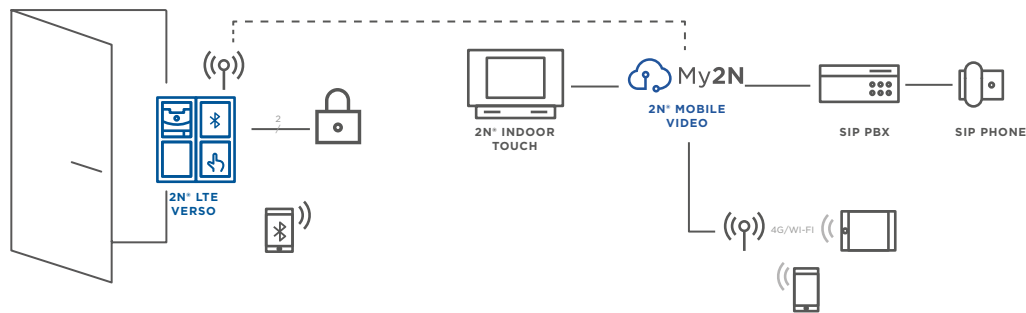 2
2N® LTE
VERSO
2N® INDOOR
TOUCH
My2N
2N® MOBILE
VIDEO
SIP PBX
SIP PHONE
4G/WI-FI